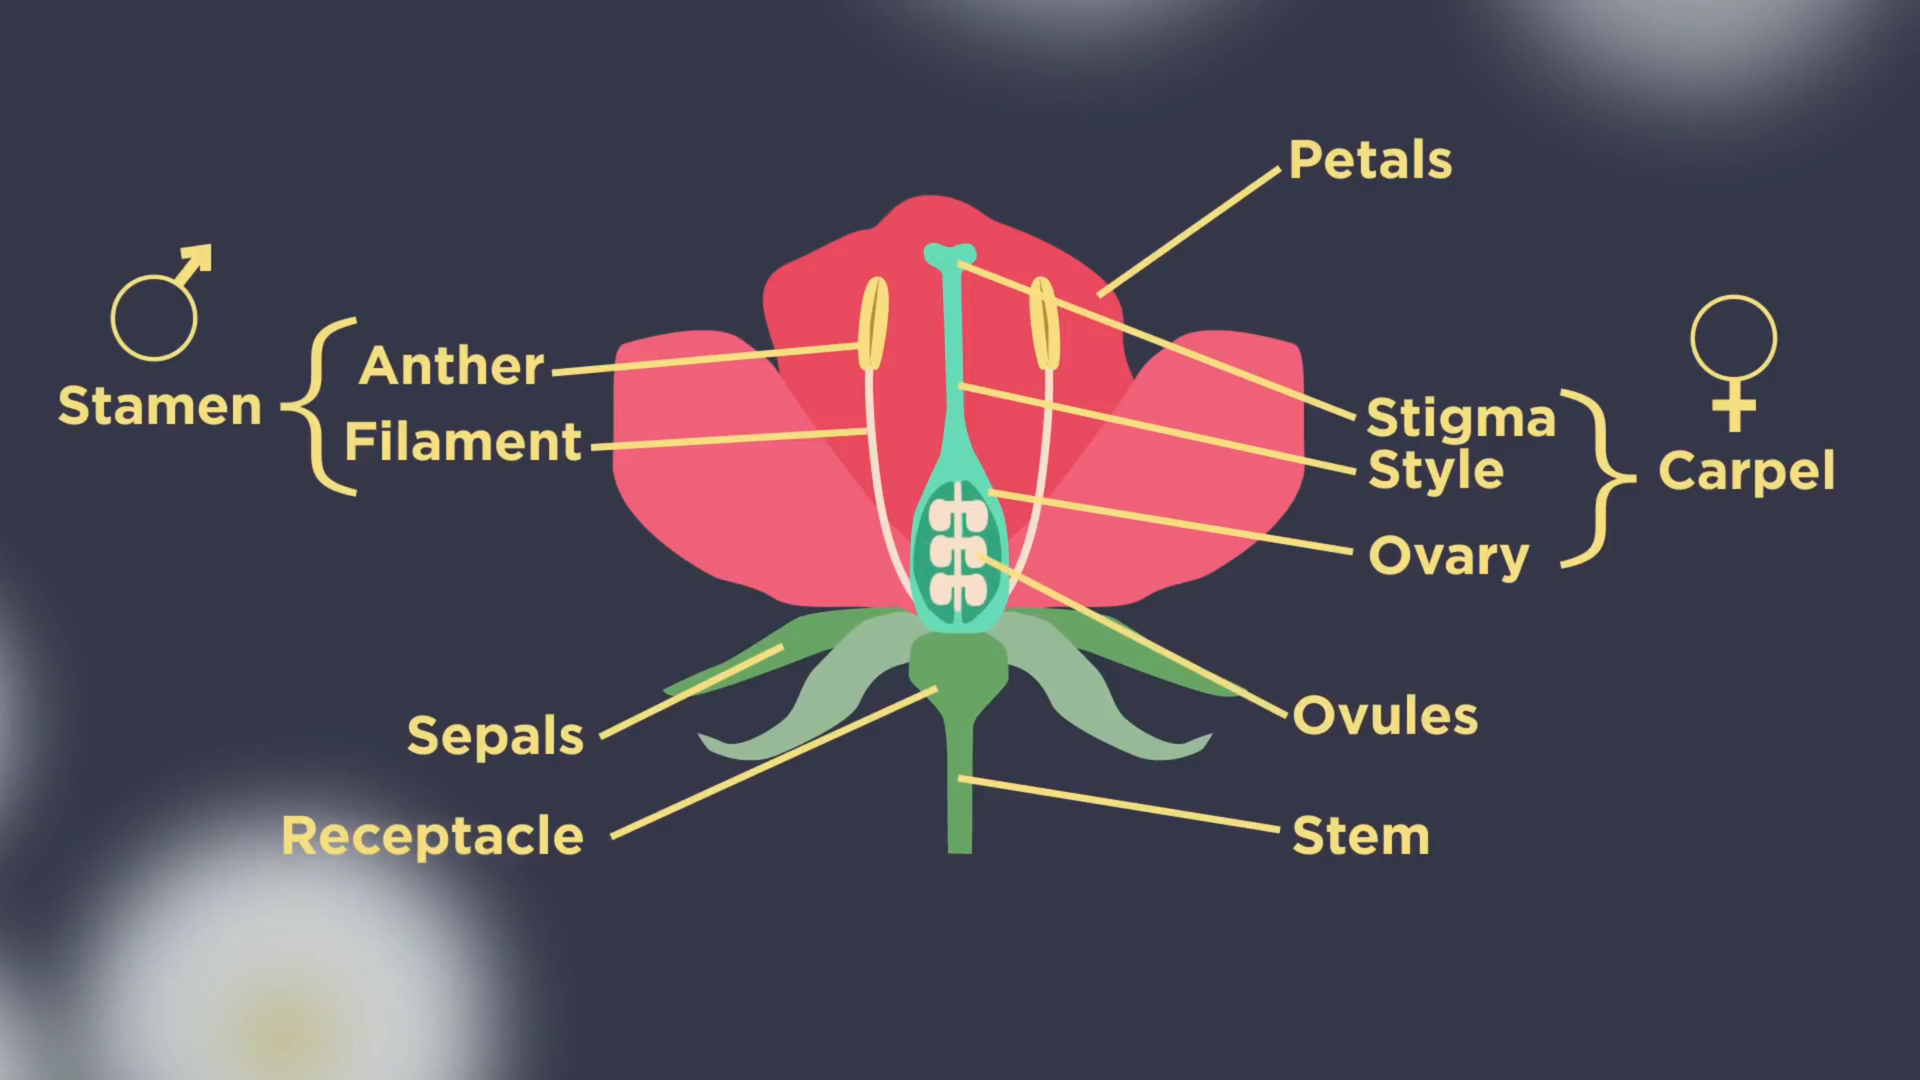 Petals
Anther
Filament
Stamen
Stigma
Style
Ovary
Carpel
Sepals
Ovules
Receptacle
Stem